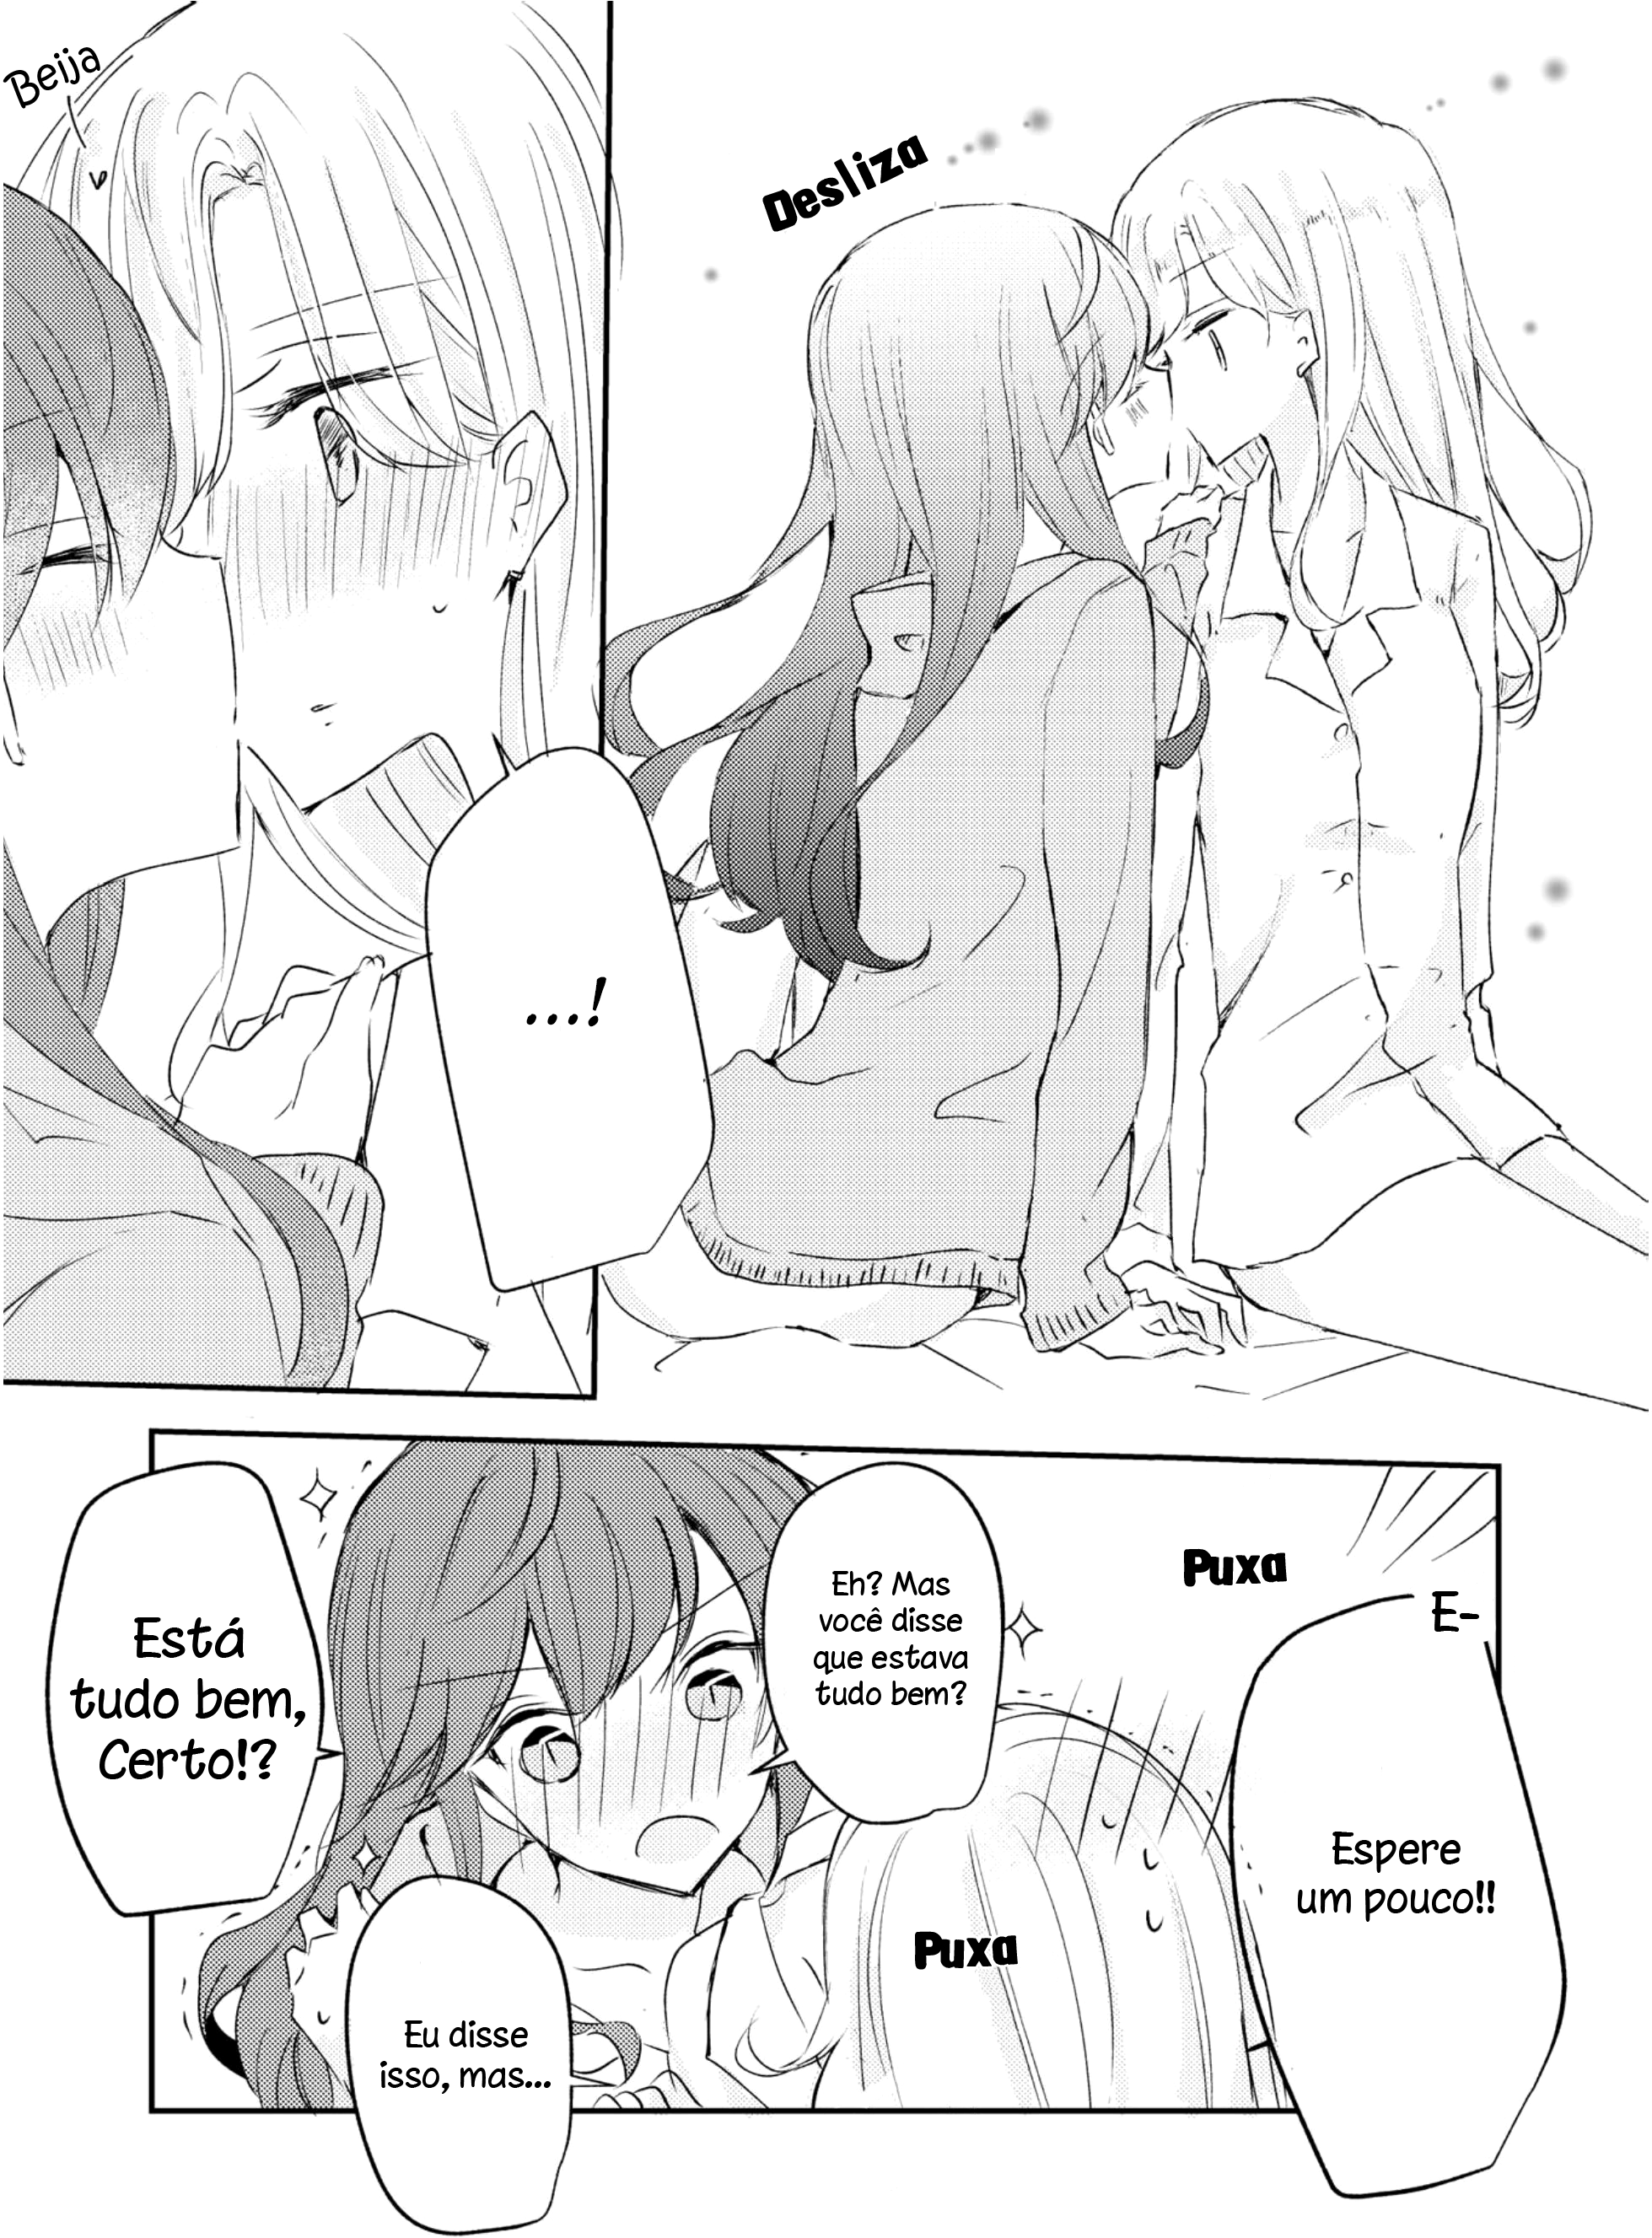 Desliza
Beija
...!
E-
Espere
um pouco!!
Puxa
Puxa
Eh? Mas
você disse
que estava
tudo bem?
Eu disse
isso, mas...
Está
tudo bem,
Certo!?